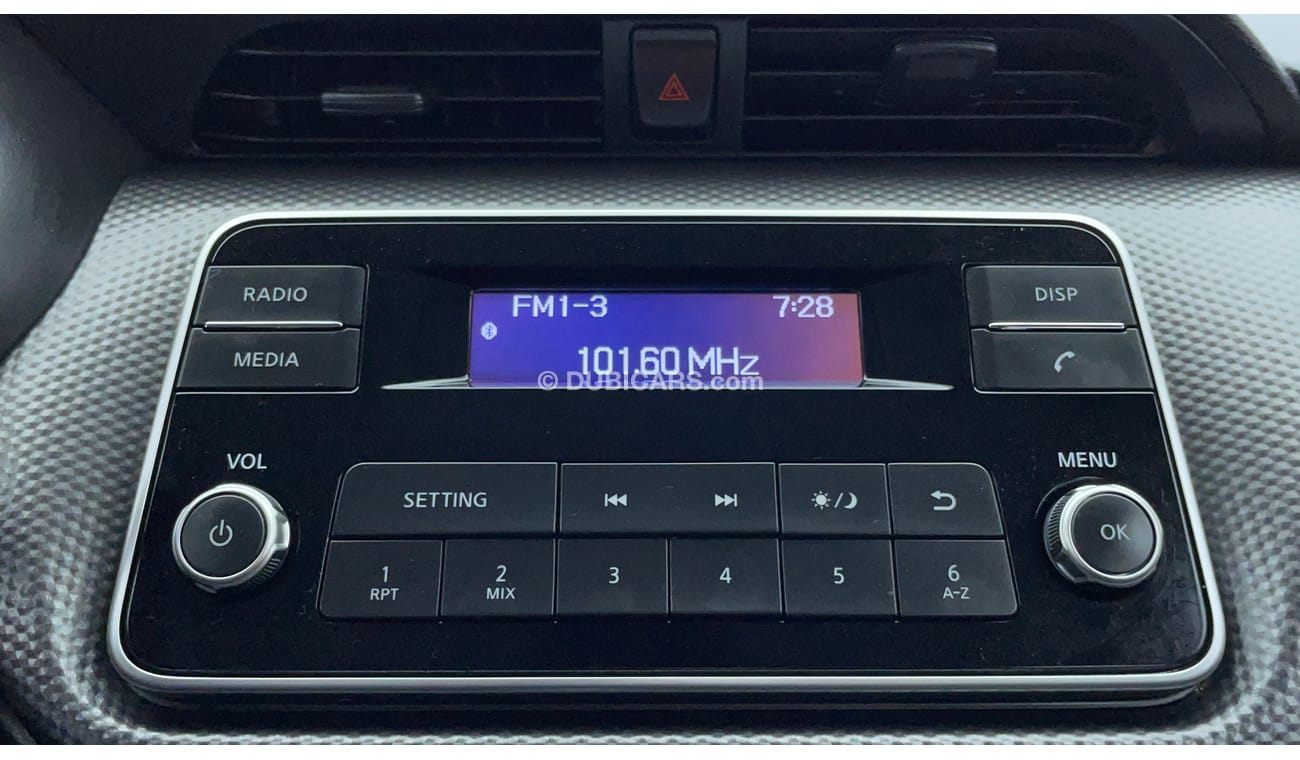 RADIO
MEDIA
FM1-3 7:28
101.60 MHz
© DUBICARS.com
DISP
VOL
MENU
SETTING
OK
1 2 3 4 5 6
RPT MIX A-Z